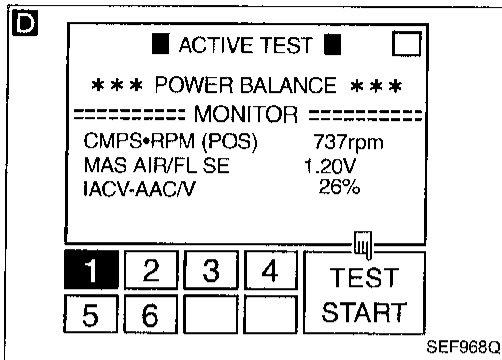 D
ACTIVE TEST
*** POWER BALANCE ***
========= MONITOR =========
CMPS•RPM (POS) 737rpm
MAS AIR/FL SE 1.20V
IACV-AAC/V 26%
1 2 3 4
5 6
TEST
START
SEF968Q